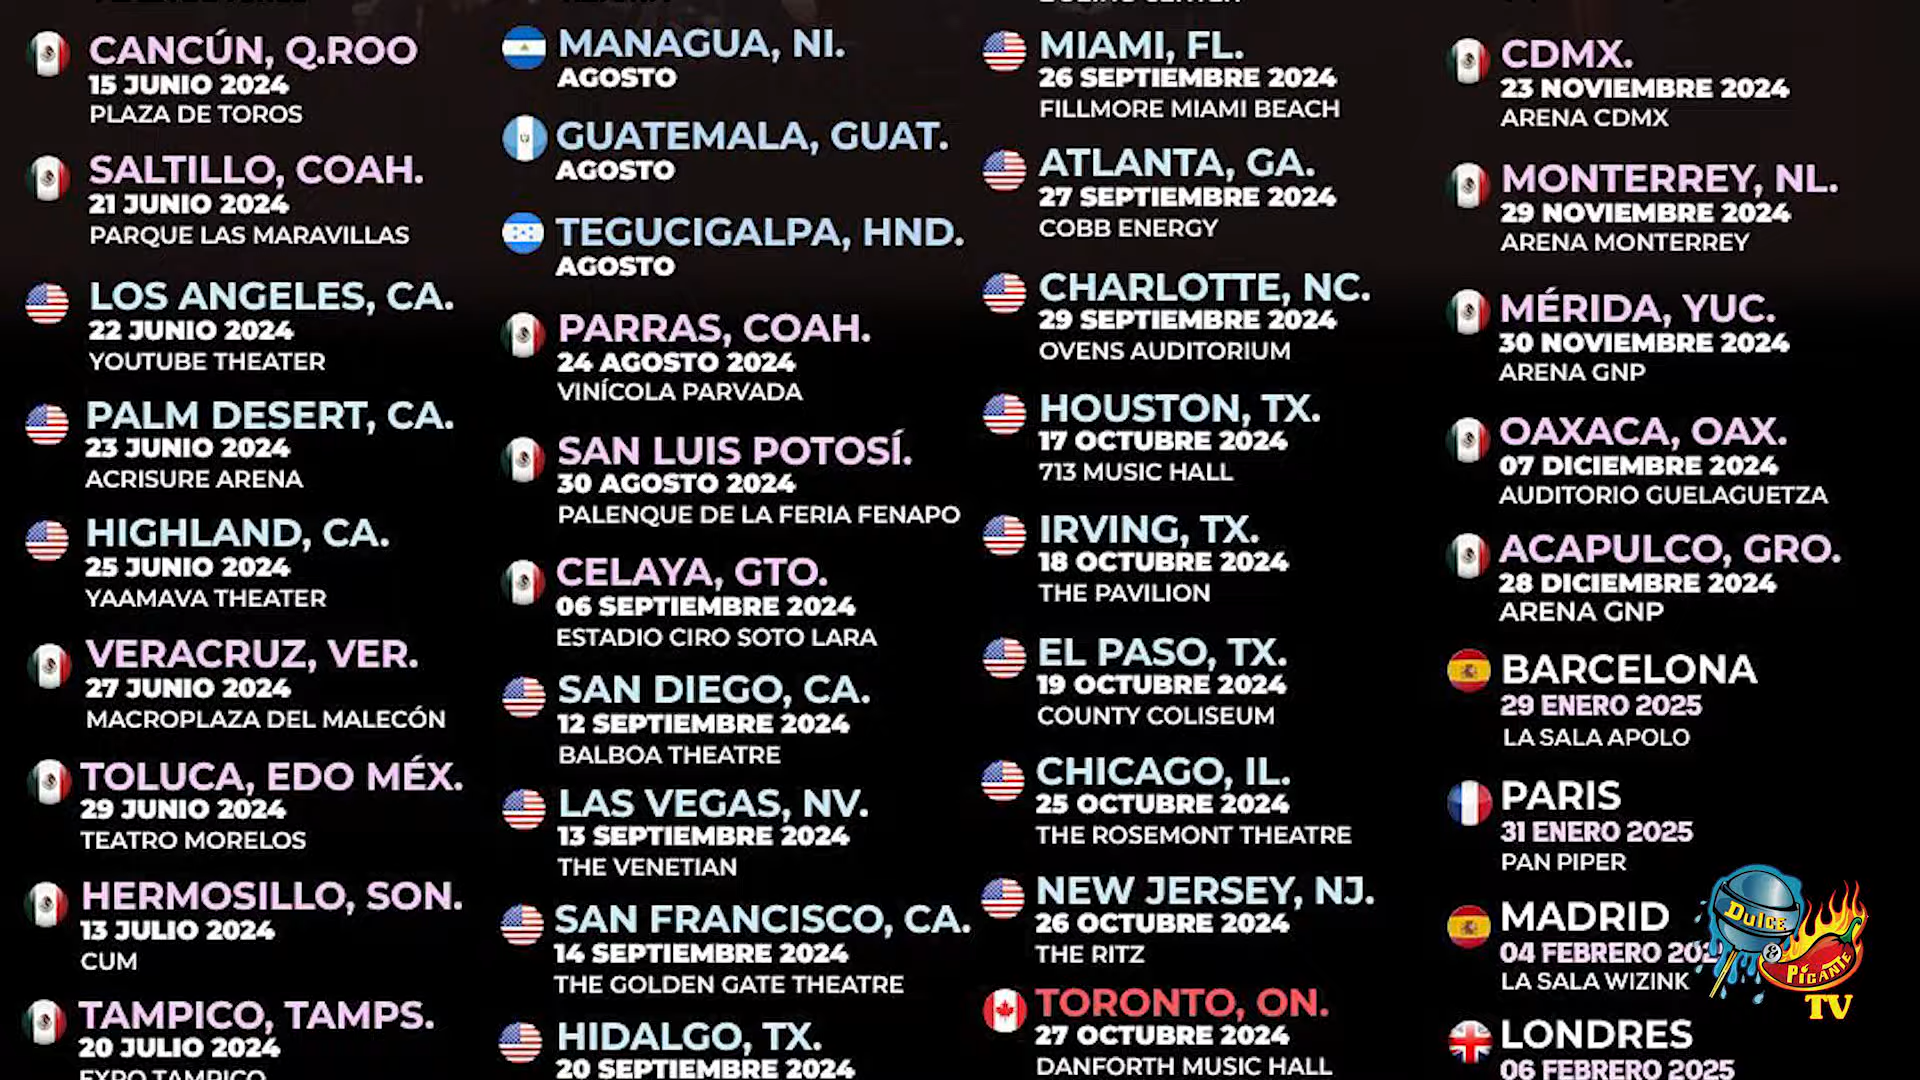 CANCÚN, Q.ROO
15 JUNIO 2024
PLAZA DE TOROS
SALTILLO, COAH.
21 JUNIO 2024
PARQUE LAS MARAVILLAS
LOS ANGELES, CA.
22 JUNIO 2024
YOUTUBE THEATER
PALM DESERT, CA.
23 JUNIO 2024
ACRISURE ARENA
HIGHLAND, CA.
25 JUNIO 2024
YAAMAVA THEATER
VERACRUZ, VER.
27 JUNIO 2024
MACROPLAZA DEL MALECÓN
TOLUCA, EDO MÉX.
29 JUNIO 2024
TEATRO MORELOS
HERMOSILLO, SON.
13 JULIO 2024
CUM
TAMPICO, TAMPS.
20 JULIO 2024
EXPO TAMPICO
MANAGUA, NI.
AGOSTO
GUATEMALA, GUAT.
AGOSTO
TEGUCIGALPA, HND.
AGOSTO
PARRAS, COAH.
24 AGOSTO 2024
VINÍCOLA PARVADA
SAN LUIS POTOSÍ.
30 AGOSTO 2024
PALENQUE DE LA FERIA FENAPO
CELAYA, GTO.
06 SEPTIEMBRE 2024
ESTADIO CIRO SOTO LARA
SAN DIEGO, CA.
12 SEPTIEMBRE 2024
BALBOA THEATRE
LAS VEGAS, NV.
13 SEPTIEMBRE 2024
THE VENETIAN
SAN FRANCISCO, CA.
14 SEPTIEMBRE 2024
THE GOLDEN GATE THEATRE
HIDALGO, TX.
20 SEPTIEMBRE 2024
MIAMI, FL.
26 SEPTIEMBRE 2024
FILLMORE MIAMI BEACH
ATLANTA, GA.
27 SEPTIEMBRE 2024
COBB ENERGY
CHARLOTTE, NC.
29 SEPTIEMBRE 2024
OVENS AUDITORIUM
HOUSTON, TX.
17 OCTUBRE 2024
713 MUSIC HALL
IRVING, TX.
18 OCTUBRE 2024
THE PAVILION
EL PASO, TX.
19 OCTUBRE 2024
COUNTY COLISEUM
CHICAGO, IL.
25 OCTUBRE 2024
THE ROSEMONT THEATRE
NEW JERSEY, NJ.
26 OCTUBRE 2024
THE RITZ
TORONTO, ON.
27 OCTUBRE 2024
DANFORTH MUSIC HALL
CDMX.
23 NOVIEMBRE 2024
ARENA CDMX
MONTERREY, NL.
29 NOVIEMBRE 2024
ARENA MONTERREY
MÉRIDA, YUC.
30 NOVIEMBRE 2024
ARENA GNP
OAXACA, OAX.
07 DICIEMBRE 2024
AUDITORIO GUELAGUETZA
ACAPULCO, GRO.
28 DICIEMBRE 2024
ARENA GNP
BARCELONA
29 ENERO 2025
LA SALA APOLO
PARIS
31 ENERO 2025
PAN PIPER
MADRID
04 FEBRERO 202
LA SALA WIZINK
LONDRES
06 FEBRERO 2025
DULCE
&
PICANTE
TV